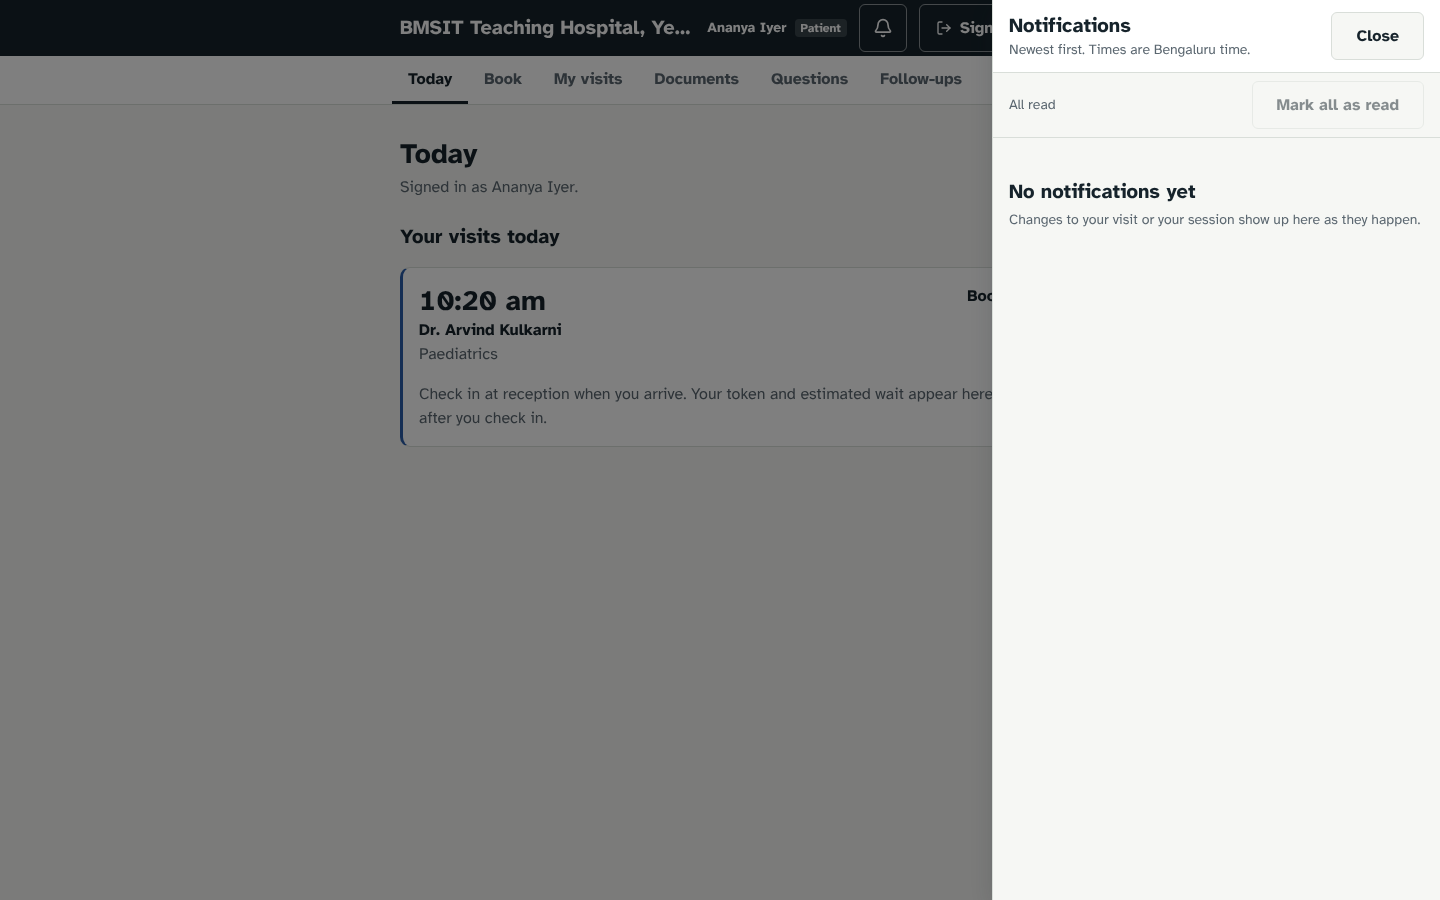 BMSIT Teaching Hospital, Ye...
Ananya Iyer
Patient
Sign
Today
Book
My visits
Documents
Questions
Follow-ups
Today
Signed in as Ananya Iyer.
Your visits today
10:20 am
Boo
Dr. Arvind Kulkarni
Paediatrics
Check in at reception when you arrive. Your token and estimated wait appear here
after you check in.
Notifications
Newest first. Times are Bengaluru time.
Close
All read
Mark all as read
No notifications yet
Changes to your visit or your session show up here as they happen.